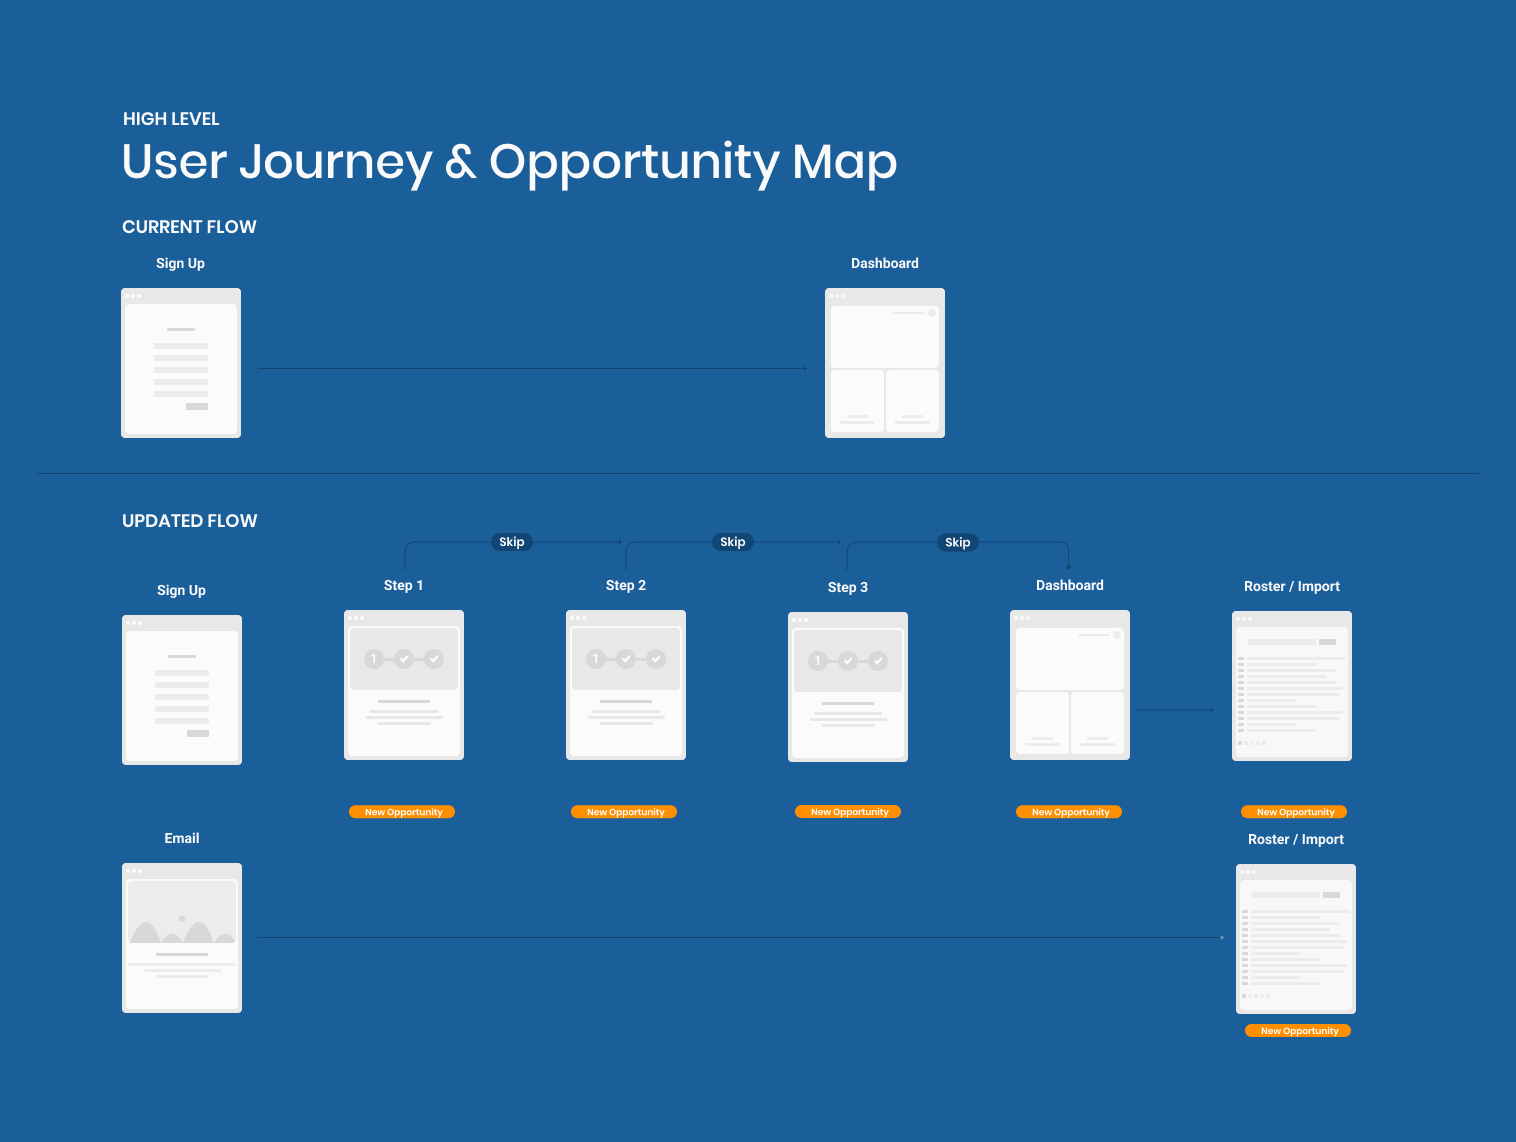 HIGH LEVEL
User Journey & Opportunity Map
CURRENT FLOW
Sign Up
Dashboard
UPDATED FLOW
Skip
Skip
Skip
Sign Up
Step 1
Step 2
Step 3
Dashboard
Roster / Import
1
1
1
New Opportunity
New Opportunity
New Opportunity
New Opportunity
New Opportunity
Email
Roster / Import
New Opportunity